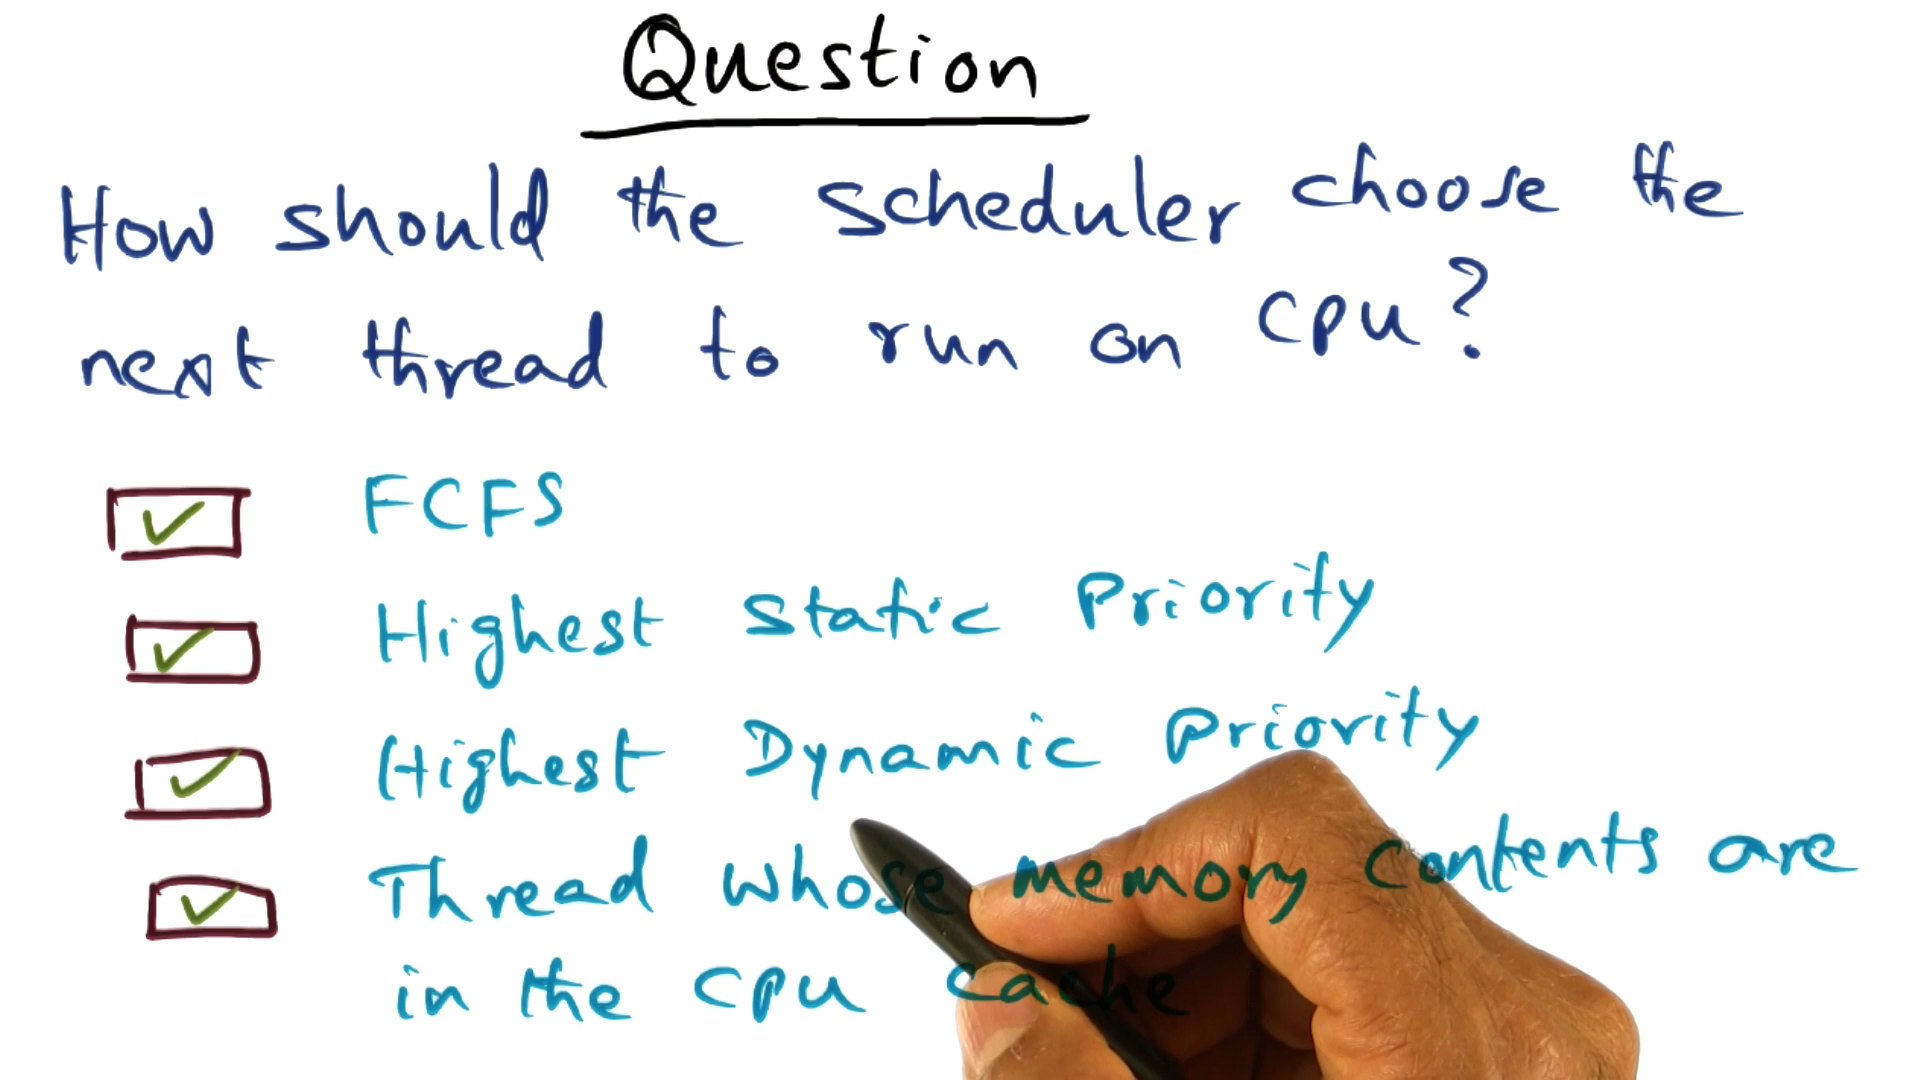 Question
How should the scheduler choose the
next thread to run on cpu?
FCFS
Highest Static Priority
Highest Dynamic Priority
Thread whose memory contents are
in the cpu cache